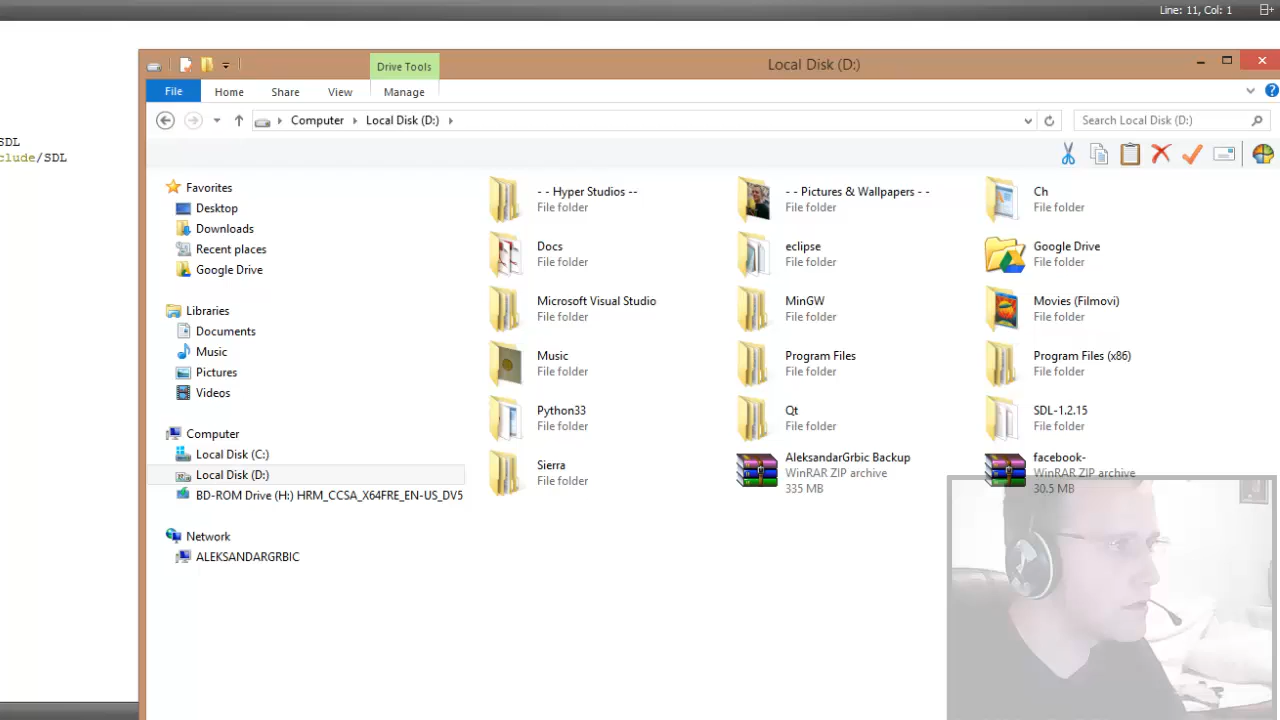 Line: 11, Col: 1
SDL
clude/SDL
Drive Tools
Local Disk (D:)
File
Home
Share
View
Manage
Computer
Local Disk (D:)
Search Local Disk (D:)
Favorites
Desktop
Downloads
Recent places
Google Drive
Libraries
Documents
Music
Pictures
Videos
Computer
Local Disk (C:)
Local Disk (D:)
BD-ROM Drive (H:) HRM_CCSA_X64FRE_EN-US_DV5
Network
ALEKSANDARGRBIC
- - Hyper Studios --
File folder
- - Pictures & Wallpapers - -
File folder
Ch
File folder
Docs
File folder
eclipse
File folder
Google Drive
File folder
Microsoft Visual Studio
File folder
MinGW
File folder
Movies (Filmovi)
File folder
Music
File folder
Program Files
File folder
Program Files (x86)
File folder
Python33
File folder
Qt
File folder
SDL-1.2.15
File folder
Sierra
File folder
AleksandarGrbic Backup
WinRAR ZIP archive
335 MB
facebook-
WinRAR ZIP archive
30.5 MB